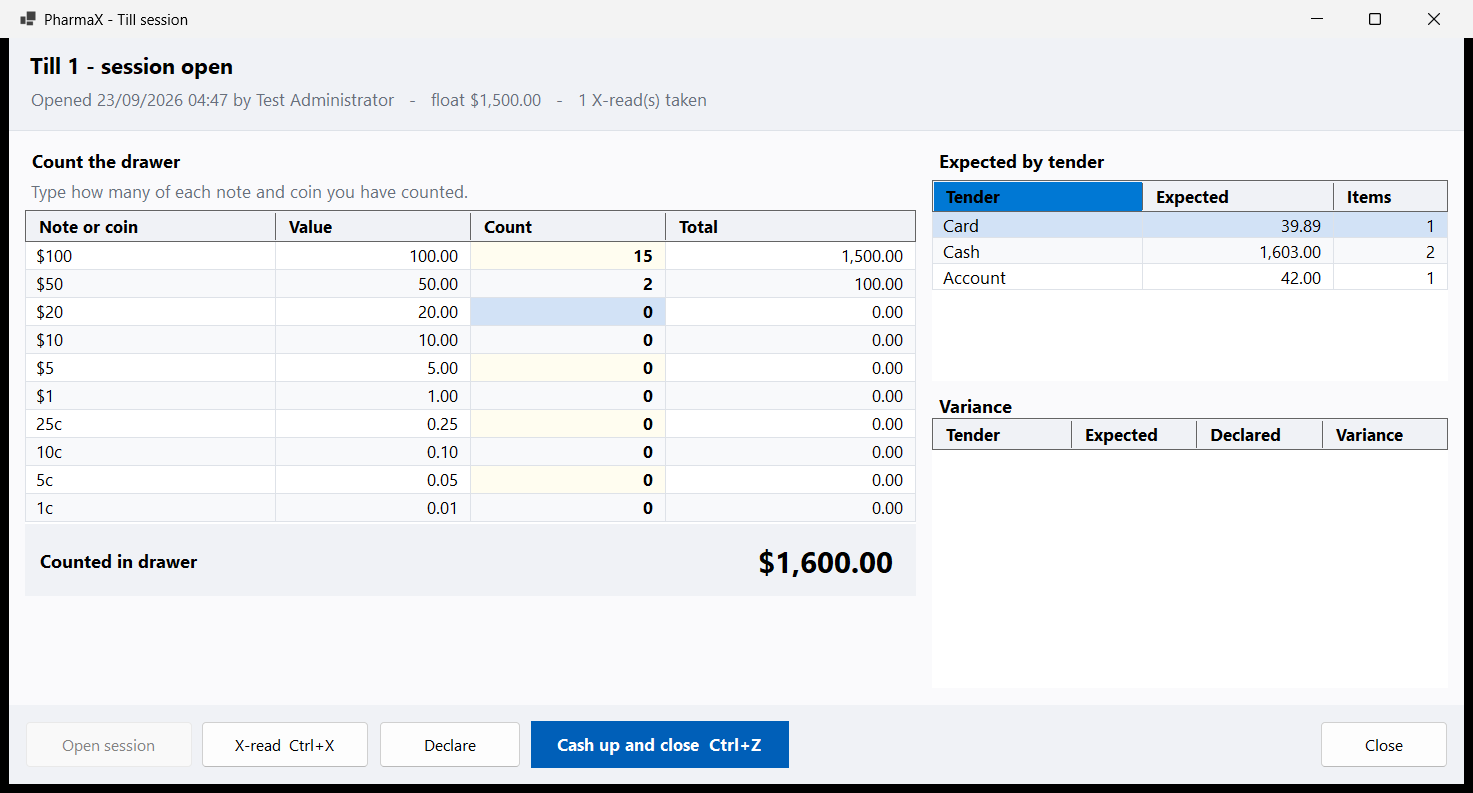 PharmaX - Till session
Till 1 - session open
Opened 23/09/2026 04:47 by Test Administrator - float $1,500.00 - 1 X-read(s) taken
Count the drawer
Type how many of each note and coin you have counted.
Note or coin Value Count Total
$100 100.00 15 1,500.00
$50 50.00 2 100.00
$20 20.00 0 0.00
$10 10.00 0 0.00
$5 5.00 0 0.00
$1 1.00 0 0.00
25c 0.25 0 0.00
10c 0.10 0 0.00
5c 0.05 0 0.00
1c 0.01 0 0.00
Counted in drawer $1,600.00
Expected by tender
Tender Expected Items
Card 39.89 1
Cash 1,603.00 2
Account 42.00 1
Variance
Tender Expected Declared Variance
Open session X-read Ctrl+X Declare Cash up and close Ctrl+Z Close